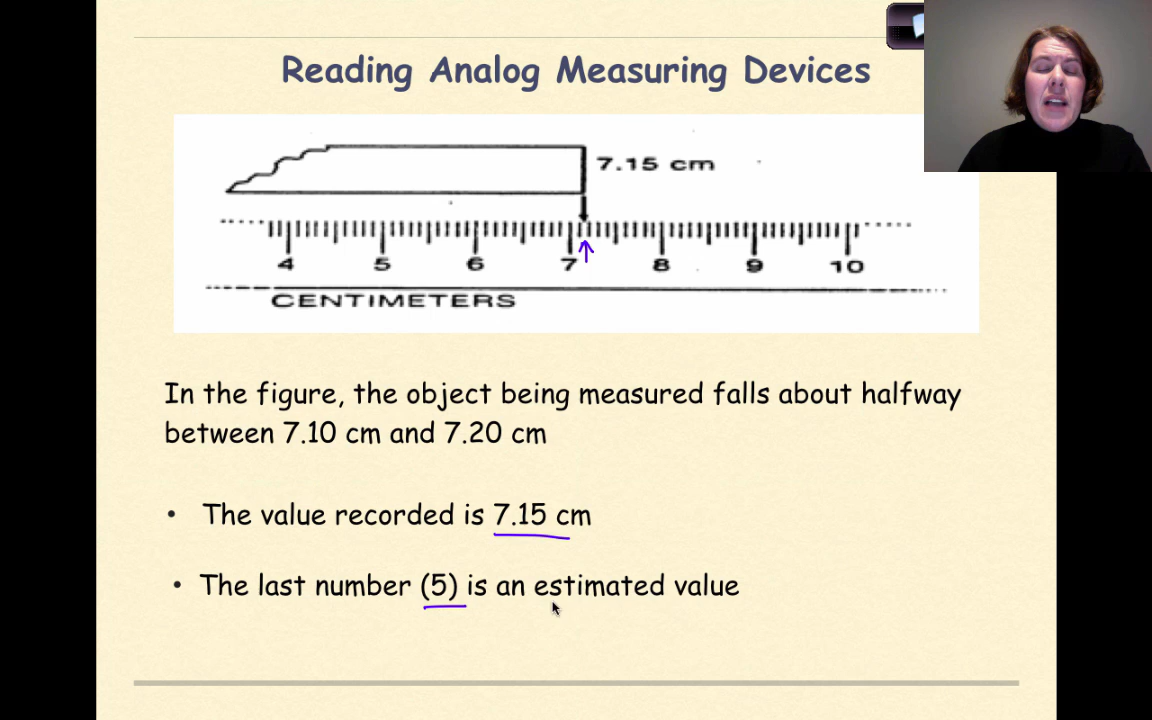 Reading Analog Measuring Devices
7.15 cm
4 5 6 7 8 9 10
CENTIMETERS
In the figure, the object being measured falls about halfway
between 7.10 cm and 7.20 cm
• The value recorded is 7.15 cm
• The last number (5) is an estimated value